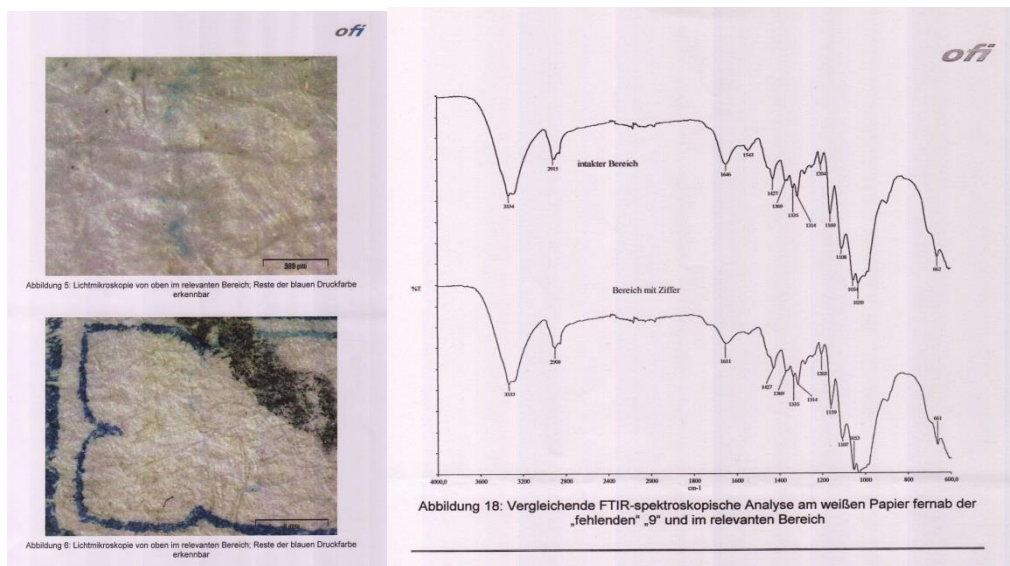 ofi
300 µm
Abbildung 5: Lichtmikroskopie von oben im relevanten Bereich; Reste der blauen Druckfarbe
erkennbar
Abbildung 6: Lichtmikroskopie von oben im relevanten Bereich; Reste der blauen Druckfarbe
erkennbar
ofi
intakter Bereich
3334
2915
1646
1543
1427
1369
1335
1314
1204
1160
1108
1054
1030
662
%T
Bereich mit Ziffer
3333
2900
1651
1427
1369
1335
1314
1203
1159
1107
1053
661
4000,0 3600 3200 2800 2400 2000 1800 1600 1400 1200 1000 800 600,0
cm-1
Abbildung 18: Vergleichende FTIR-spektroskopische Analyse am weißen Papier fernab der
„fehlenden“ „9“ und im relevanten Bereich